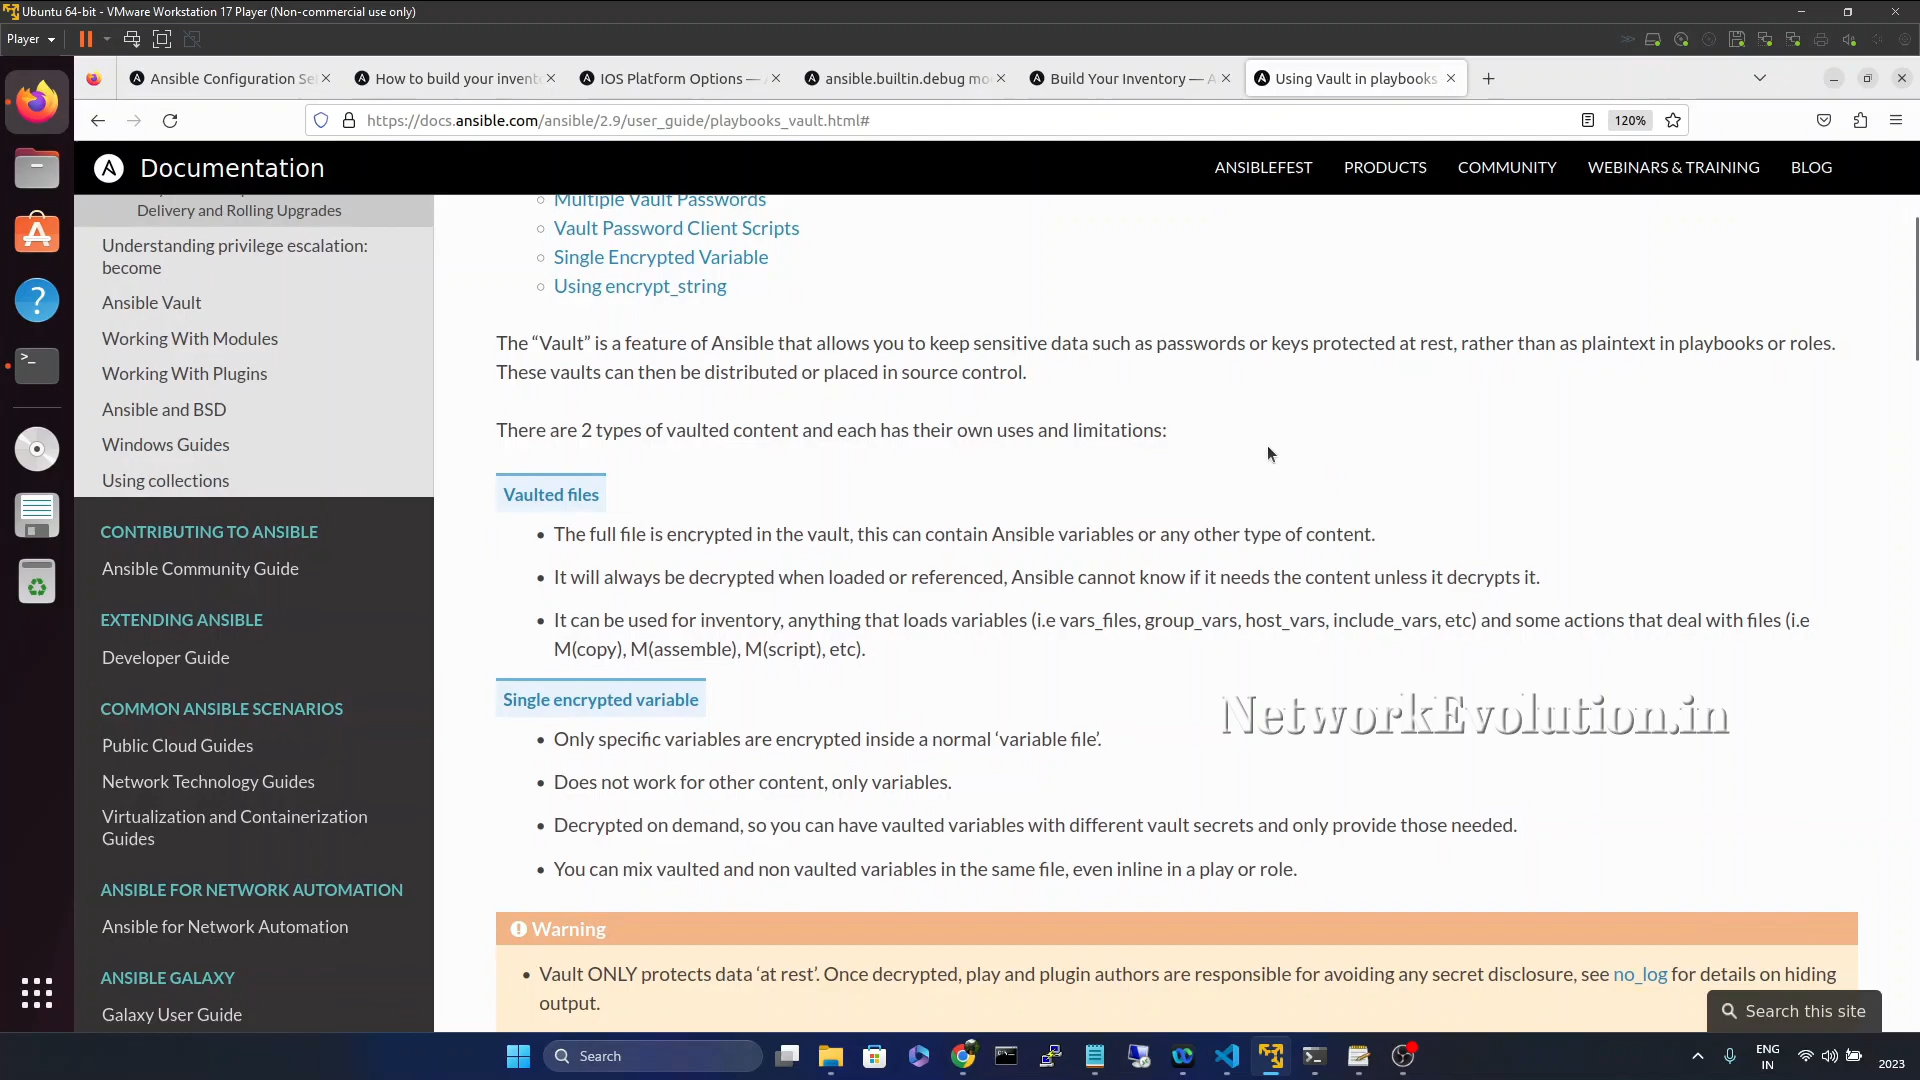 Ubuntu 64-bit - VMware Workstation 17 Player (Non-commercial use only)
Player
Ansible Configuration Se
How to build your invent
IOS Platform Options — A
ansible.builtin.debug mo
Build Your Inventory — A
Using Vault in playbooks
https://docs.ansible.com/ansible/2.9/user_guide/playbooks_vault.html#
120%
Documentation
ANSIBLEFEST
PRODUCTS
COMMUNITY
WEBINARS & TRAINING
BLOG
Delivery and Rolling Upgrades
Understanding privilege escalation:
become
Ansible Vault
Working With Modules
Working With Plugins
Ansible and BSD
Windows Guides
Using collections
CONTRIBUTING TO ANSIBLE
Ansible Community Guide
EXTENDING ANSIBLE
Developer Guide
COMMON ANSIBLE SCENARIOS
Public Cloud Guides
Network Technology Guides
Virtualization and Containerization
Guides
ANSIBLE FOR NETWORK AUTOMATION
Ansible for Network Automation
ANSIBLE GALAXY
Galaxy User Guide
Multiple Vault Passwords
Vault Password Client Scripts
Single Encrypted Variable
Using encrypt_string
The “Vault” is a feature of Ansible that allows you to keep sensitive data such as passwords or keys protected at rest, rather than as plaintext in playbooks or roles.
These vaults can then be distributed or placed in source control.
There are 2 types of vaulted content and each has their own uses and limitations:
Vaulted files
The full file is encrypted in the vault, this can contain Ansible variables or any other type of content.
It will always be decrypted when loaded or referenced, Ansible cannot know if it needs the content unless it decrypts it.
It can be used for inventory, anything that loads variables (i.e vars_files, group_vars, host_vars, include_vars, etc) and some actions that deal with files (i.e
M(copy), M(assemble), M(script), etc).
Single encrypted variable
Only specific variables are encrypted inside a normal ‘variable file’.
Does not work for other content, only variables.
Decrypted on demand, so you can have vaulted variables with different vault secrets and only provide those needed.
You can mix vaulted and non vaulted variables in the same file, even inline in a play or role.
NetworkEvolution.in
Warning
Vault ONLY protects data ‘at rest’. Once decrypted, play and plugin authors are responsible for avoiding any secret disclosure, see no_log for details on hiding
output.
Search this site
Search
ENG
IN
2023